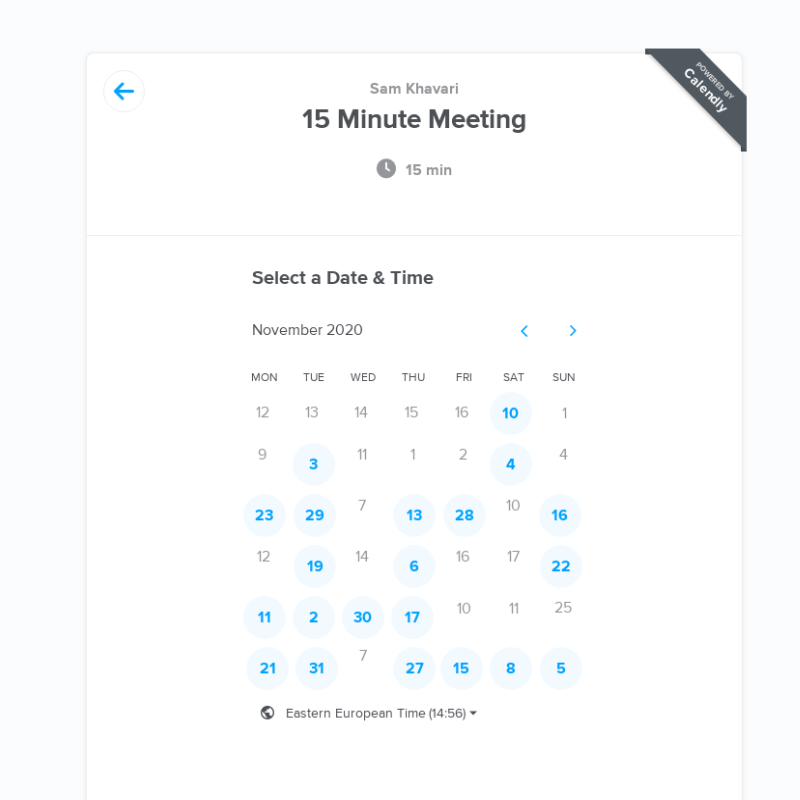 POWERED BY
Calendly
Sam Khavari
15 Minute Meeting
15 min
Select a Date & Time
November 2020
MON TUE WED THU FRI SAT SUN
12 13 14 15 16 10 1
9 3 11 1 2 4 4
23 29 7 13 28 10 16
12 19 14 6 16 17 22
11 2 30 17 10 11 25
21 31 7 27 15 8 5
Eastern European Time (14:56)